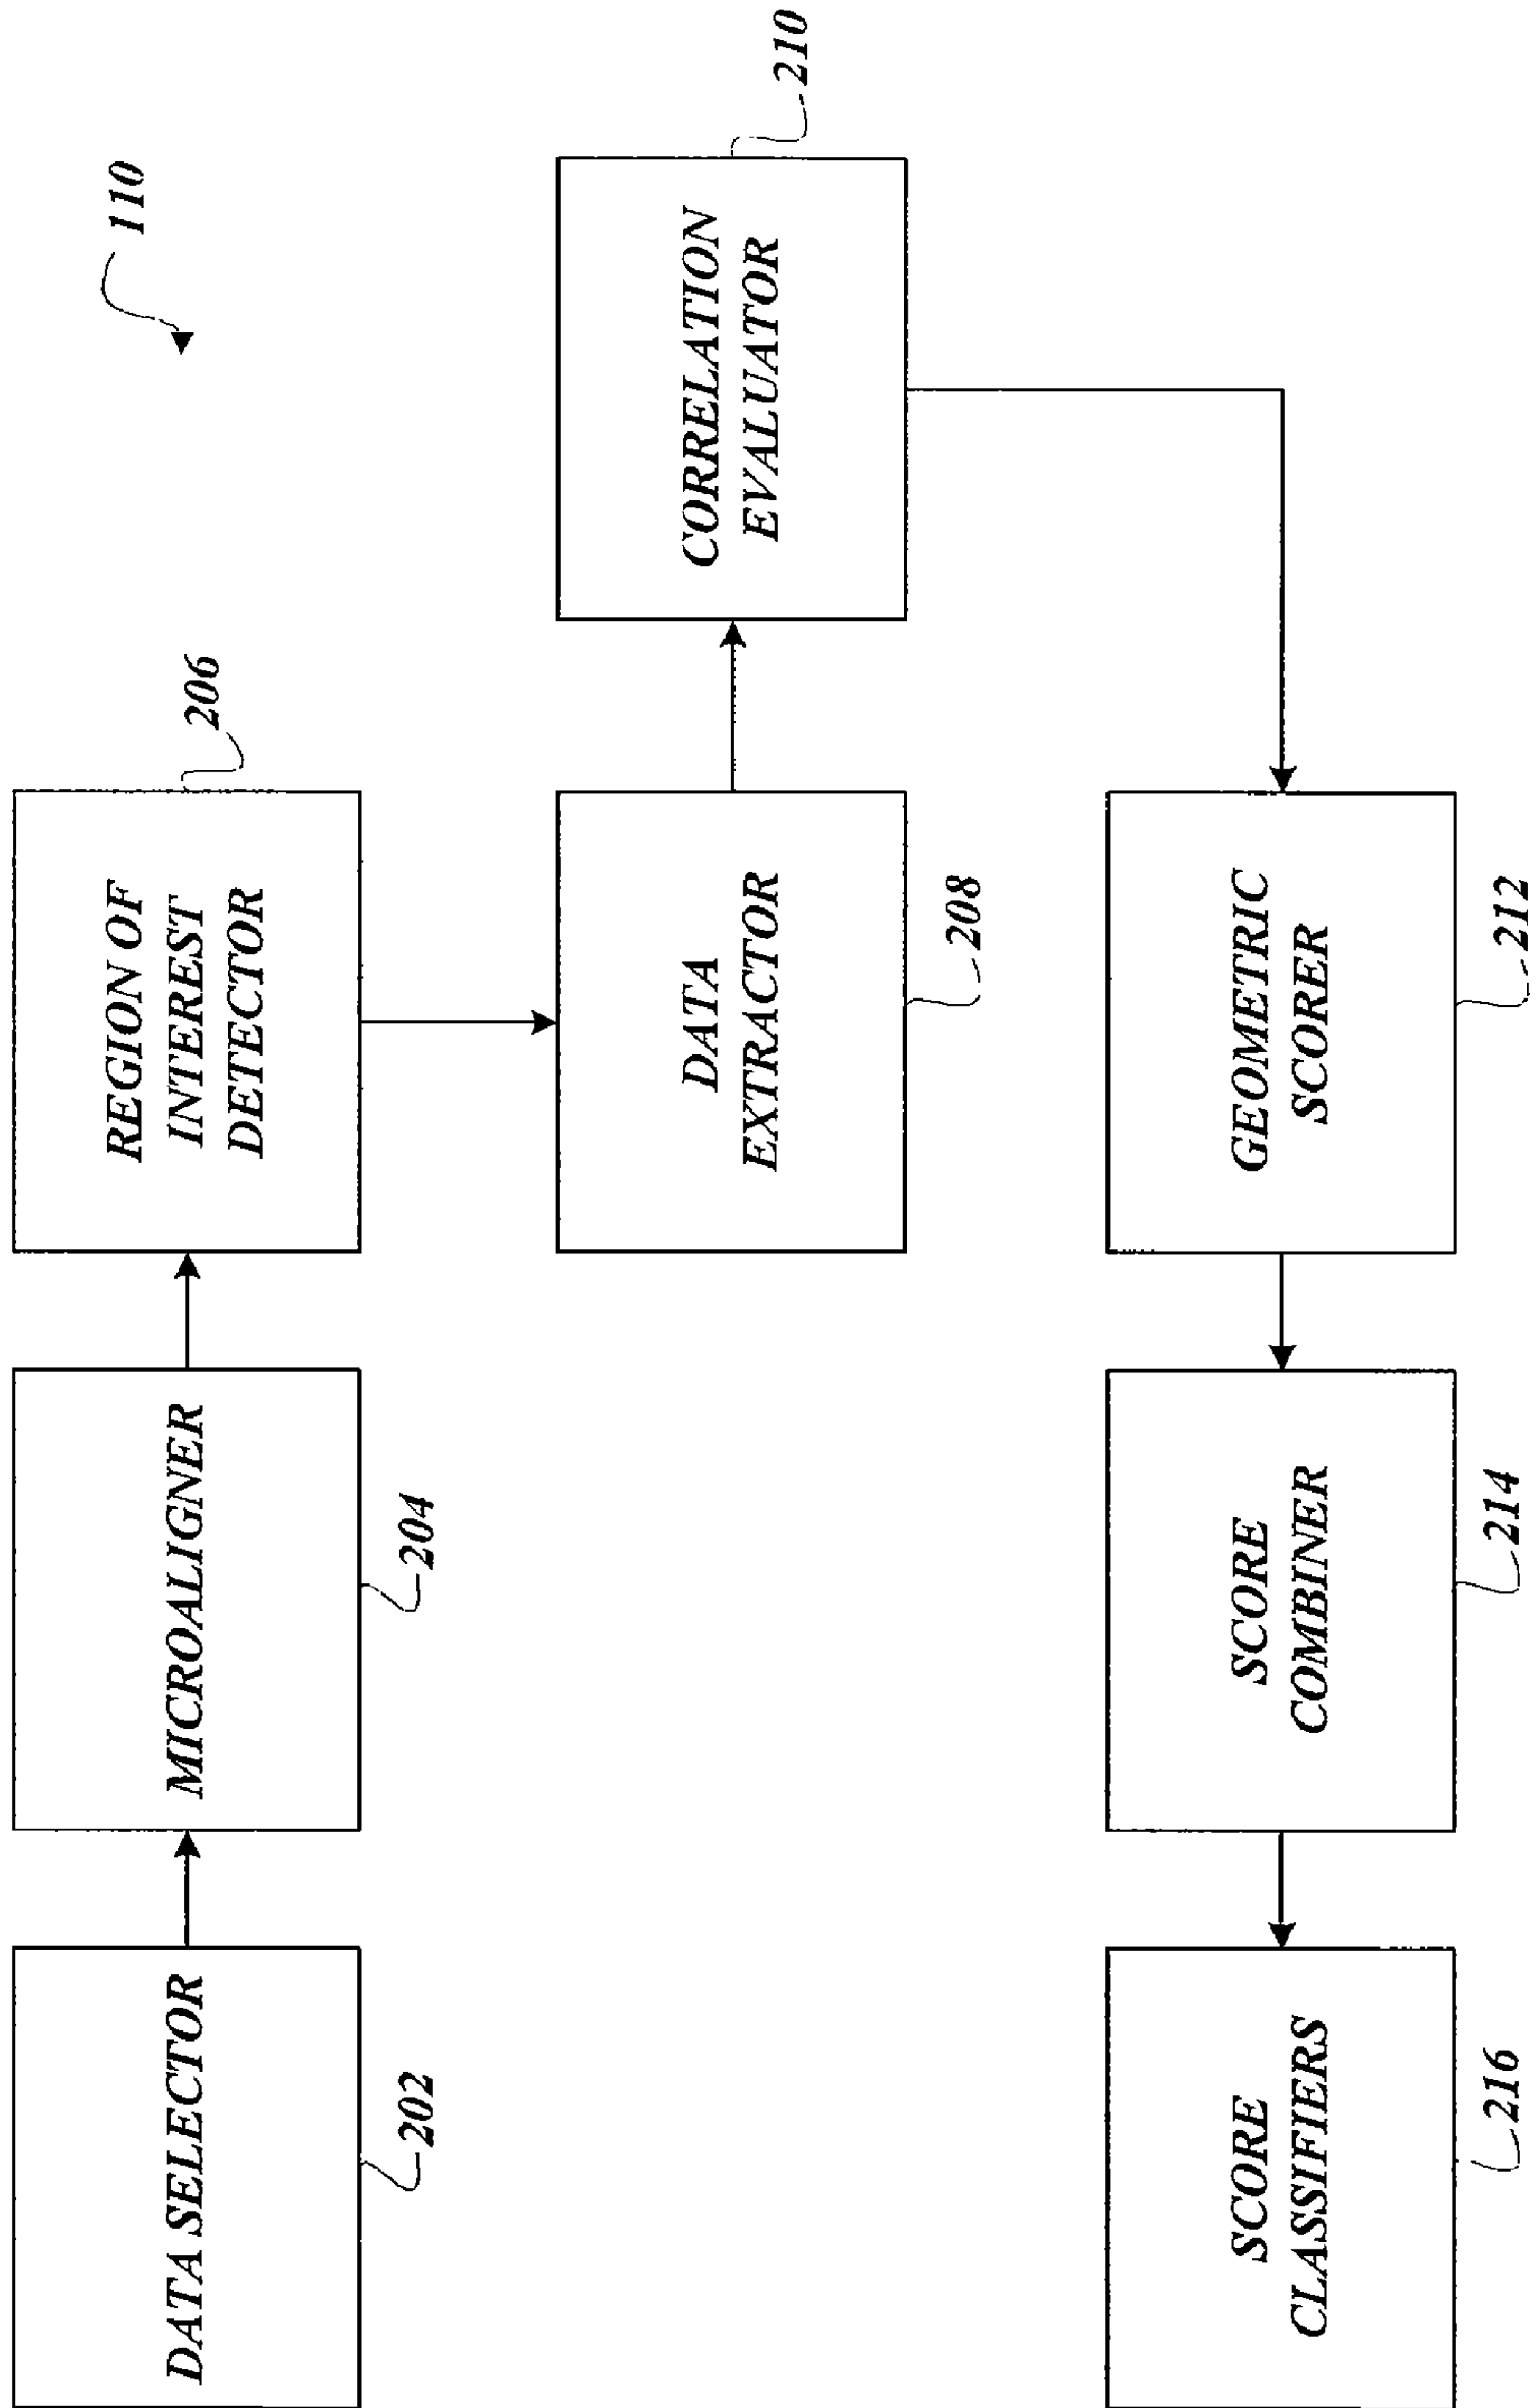 110
DATA SELECTOR
202
MICROALIGNER
204
REGION OF
INTEREST
DETECTOR
206
DATA
EXTRACTOR
208
CORRELATION
EVALUATOR
210
GEOMETRIC
SCORER
212
SCORE
COMBINER
214
SCORE
CLASSIFIERS
216